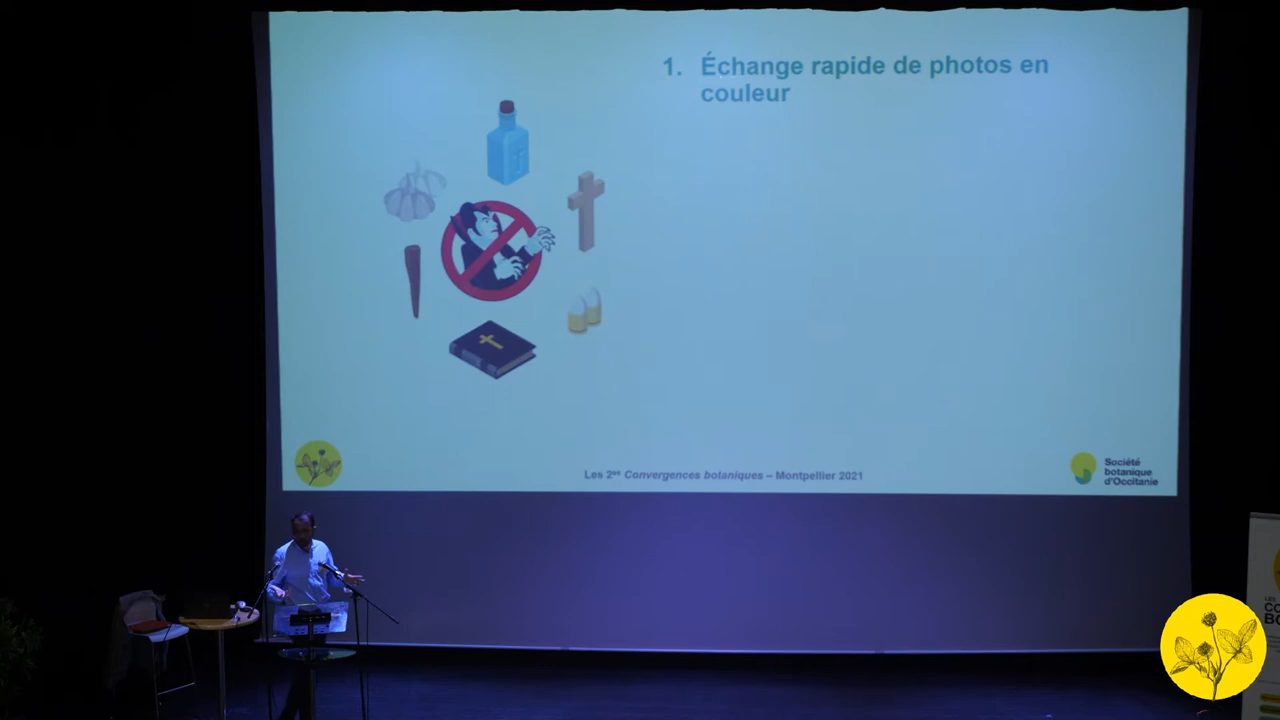 1. Échange rapide de photos en
couleur
Les 2es Convergences botaniques – Montpellier 2021
Société
botanique
d'Occitanie